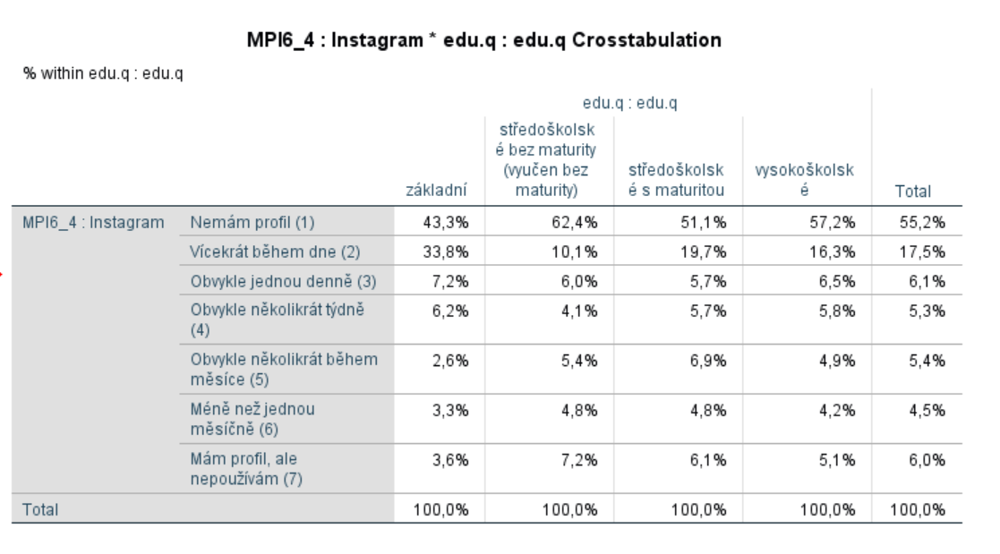 MPI6_4 : Instagram * edu.q : edu.q Crosstabulation
% within edu.q : edu.q
edu.q : edu.q
základní
středoškolsk
é bez maturity
(vyučen bez
maturity)
středoškolsk
é s maturitou
vysokoškolsk
é
Total
MPI6_4 : Instagram Nemám profil (1) 43,3% 62,4% 51,1% 57,2% 55,2%
Vícekrát během dne (2) 33,8% 10,1% 19,7% 16,3% 17,5%
Obvykle jednou denně (3) 7,2% 6,0% 5,7% 6,5% 6,1%
Obvykle několikrát týdně
(4) 6,2% 4,1% 5,7% 5,8% 5,3%
Obvykle několikrát během
měsíce (5) 2,6% 5,4% 6,9% 4,9% 5,4%
Méně než jednou
měsíčně (6) 3,3% 4,8% 4,8% 4,2% 4,5%
Mám profil, ale
nepoužívám (7) 3,6% 7,2% 6,1% 5,1% 6,0%
Total 100,0% 100,0% 100,0% 100,0% 100,0%